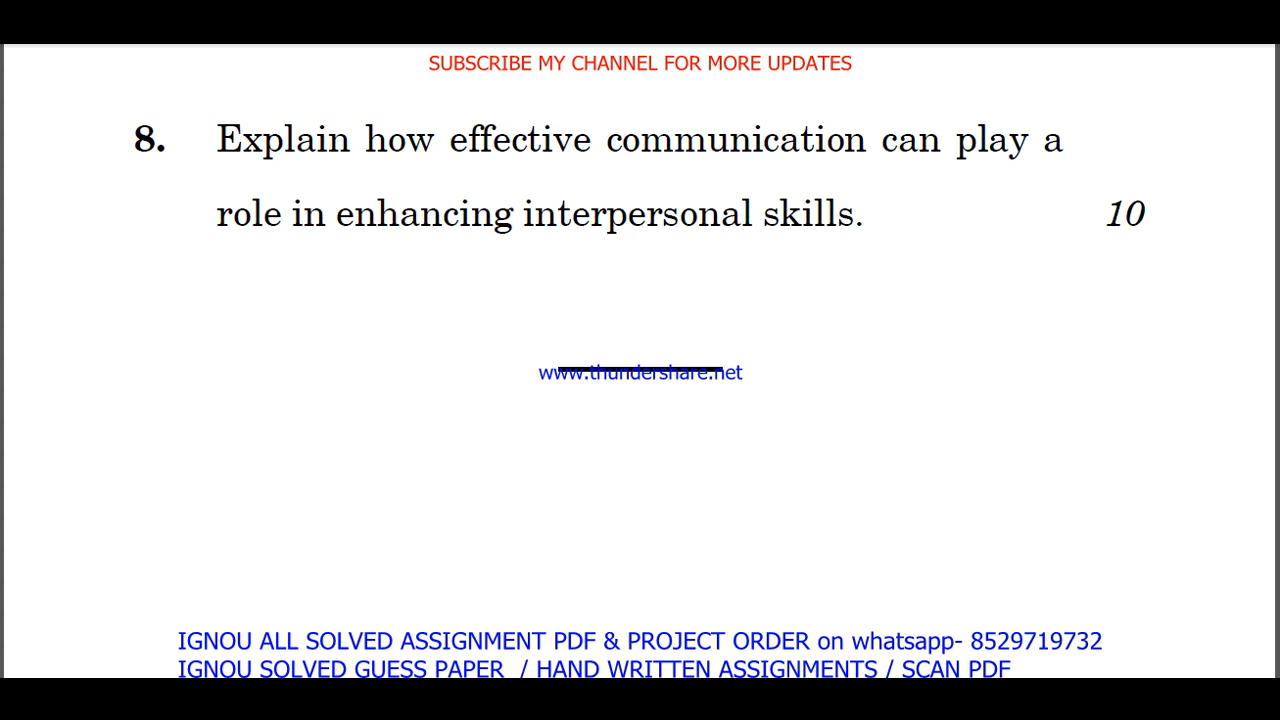 SUBSCRIBE MY CHANNEL FOR MORE UPDATES
8. Explain how effective communication can play a
role in enhancing interpersonal skills. 10
www.thundershare.net
IGNOU ALL SOLVED ASSIGNMENT PDF & PROJECT ORDER on whatsapp- 8529719732
IGNOU SOLVED GUESS PAPER / HAND WRITTEN ASSIGNMENTS / SCAN PDF